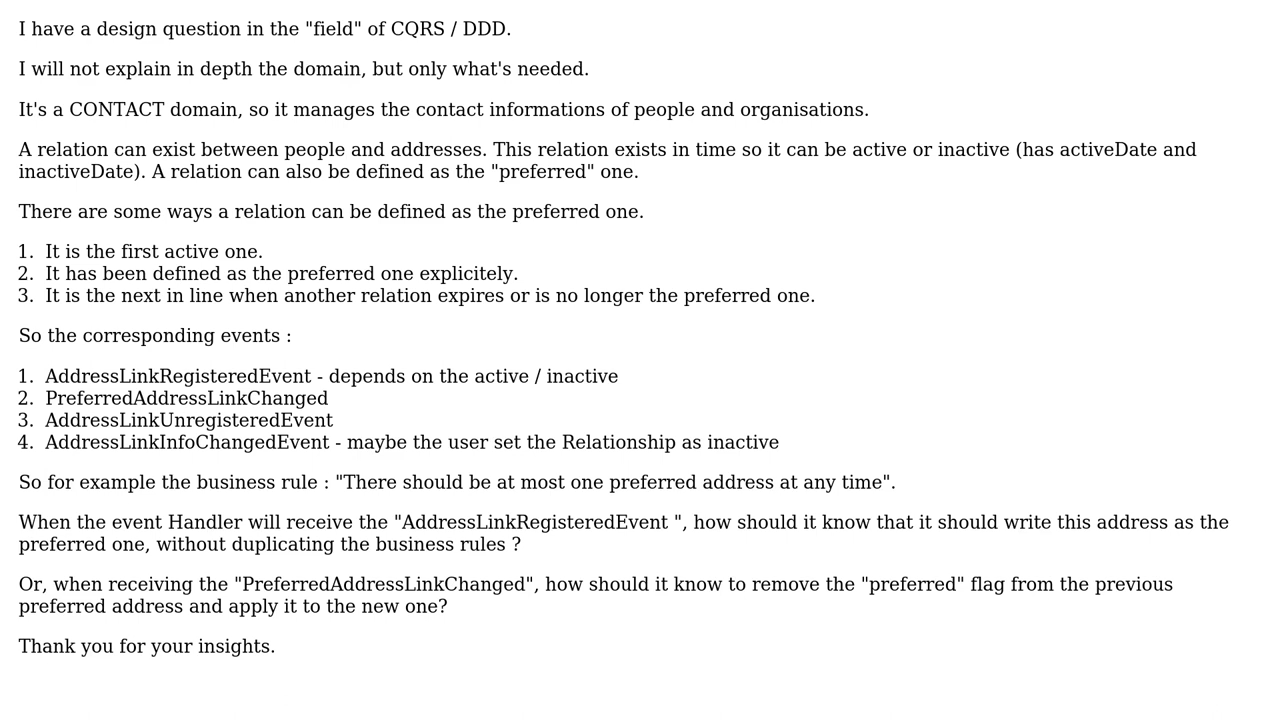 I have a design question in the "field" of CQRS / DDD.
I will not explain in depth the domain, but only what's needed.
It's a CONTACT domain, so it manages the contact informations of people and organisations.
A relation can exist between people and addresses. This relation exists in time so it can be active or inactive (has activeDate and
inactiveDate). A relation can also be defined as the "preferred" one.
There are some ways a relation can be defined as the preferred one.
1. It is the first active one.
2. It has been defined as the preferred one explicitely.
3. It is the next in line when another relation expires or is no longer the preferred one.
So the corresponding events :
1. AddressLinkRegisteredEvent - depends on the active / inactive
2. PreferredAddressLinkChanged
3. AddressLinkUnregisteredEvent
4. AddressLinkInfoChangedEvent - maybe the user set the Relationship as inactive
So for example the business rule : "There should be at most one preferred address at any time".
When the event Handler will receive the "AddressLinkRegisteredEvent ", how should it know that it should write this address as the
preferred one, without duplicating the business rules ?
Or, when receiving the "PreferredAddressLinkChanged", how should it know to remove the "preferred" flag from the previous
preferred address and apply it to the new one?
Thank you for your insights.